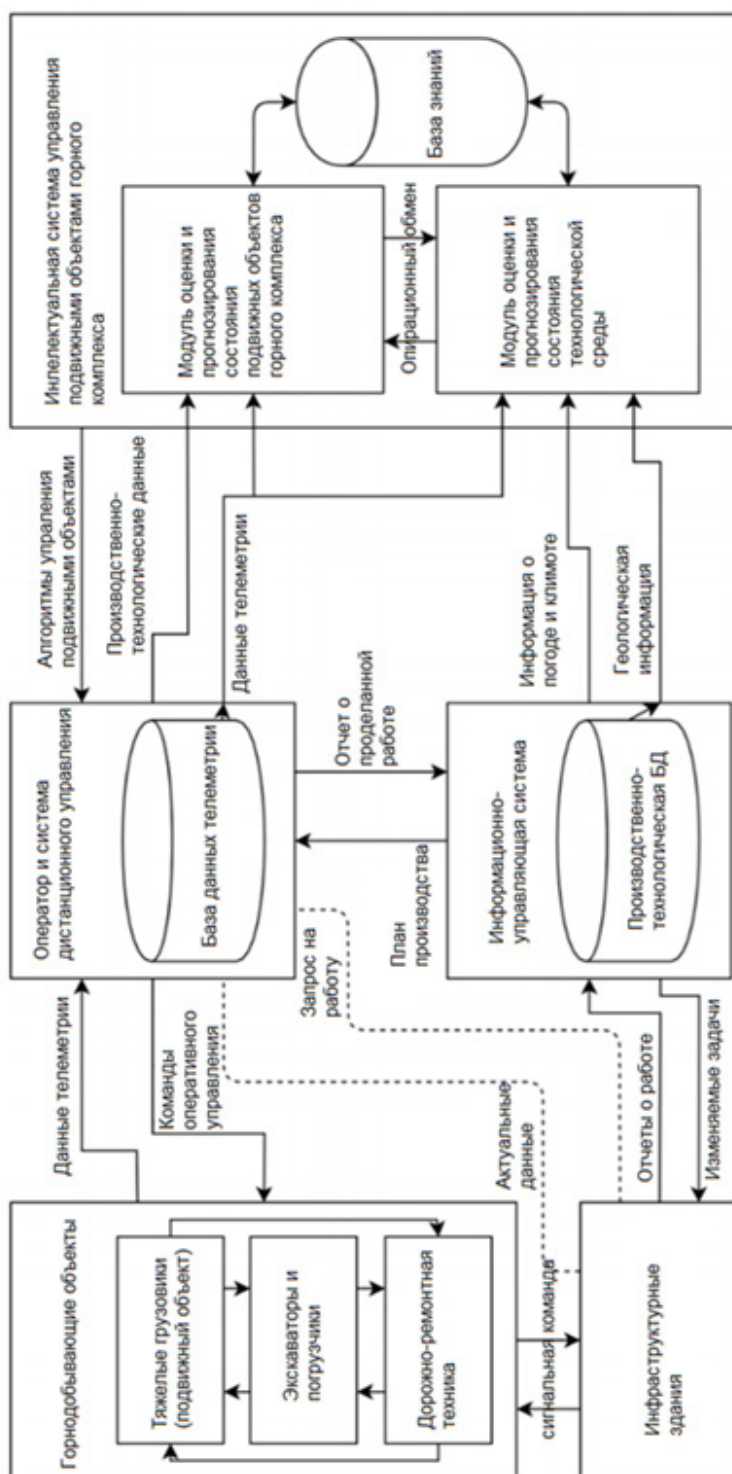 Горнодобывающие объекты
Тяжелые грузовики
(подвижный объект)
Экскаваторы и
погрузчики
Дорожно-ремонтная
техника
сигнальная команда
Инфраструктурные
здания
Данные телеметрии
Команды
оперативного
управления
Запрос на
работу
Актуальные
данные
Отчеты о работе
Изменяемые задачи
Оператор и система
дистанционного управления
База данных телеметрии
План
производства
Отчет о
проделанной
работе
Информационно-
управляющая система
Производственно-
технологическая БД
Алгоритмы упраления
подвижными объектами
Производственно-
технологические данные
Данные телеметрии
Информация о
погоде и климоте
Геологическая
информация
Инлелектуальная система управления
подвижными объектами горного
комплекса
Модуль оценки и
прогнозирования
состояния
подвижных объектов
горного комплекса
Опирационный обмен
Модуль оценки и
прогнозирования
состояния
технологической
среды
База знаний